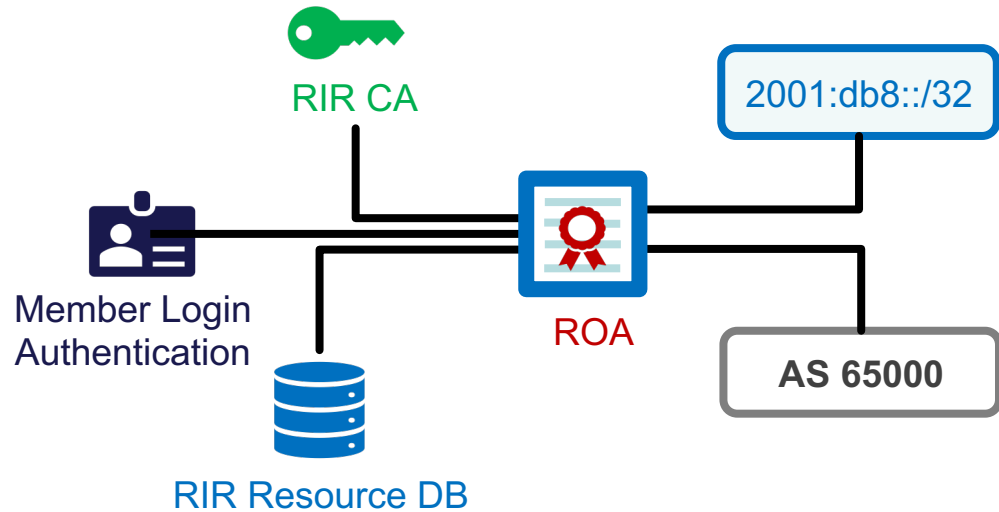 RIR CA
2001:db8::/32
Member Login
Authentication
ROA
AS 65000
RIR Resource DB